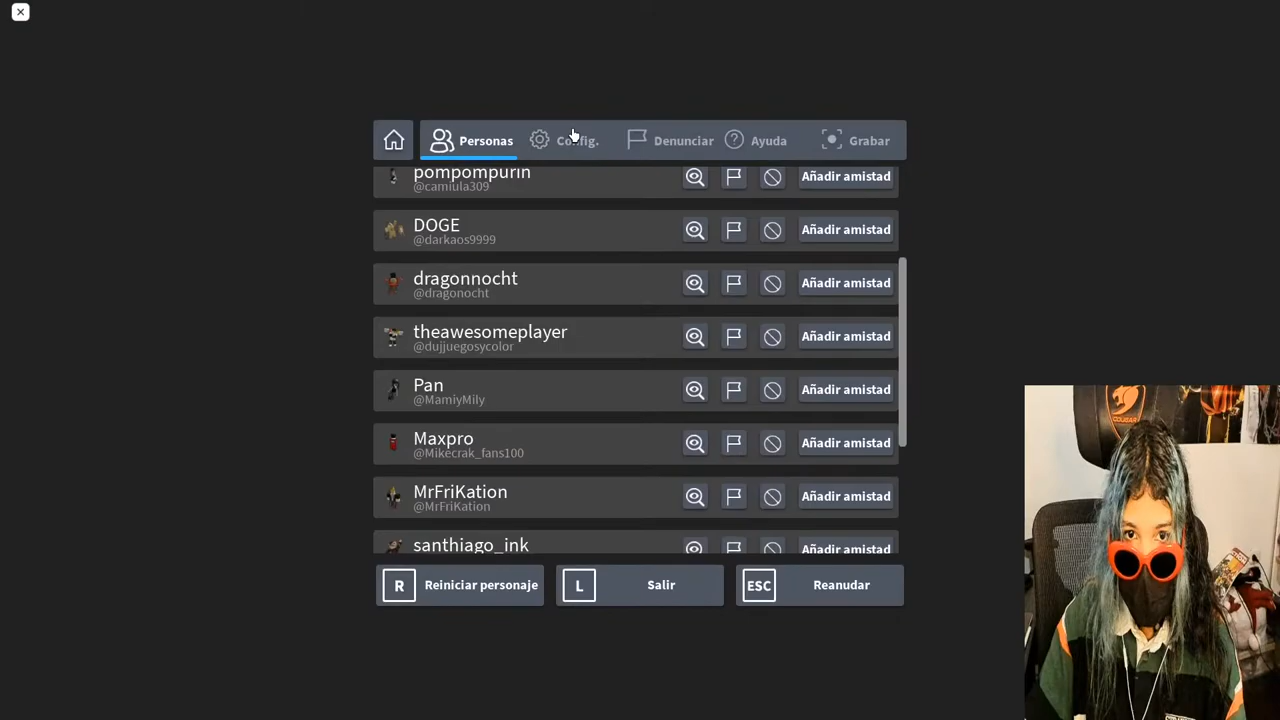 Personas Config. Denunciar Ayuda Grabar
pompompurin
@camiula309
Añadir amistad
DOGE
@darkaos9999
Añadir amistad
dragonnocht
@dragonocht
Añadir amistad
theawesomeplayer
@dujjuegosycolor
Añadir amistad
Pan
@MamiyMily
Añadir amistad
Maxpro
@Mikecrak_fans100
Añadir amistad
MrFriKation
@MrFriKation
Añadir amistad
santhiago_ink
Añadir amistad
R Reiniciar personaje
L Salir
ESC Reanudar
COUGAR